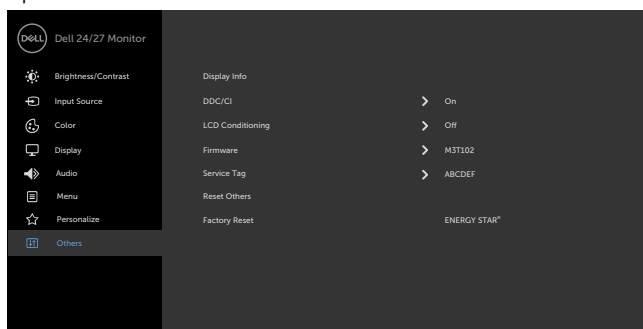 DELL Dell 24/27 Monitor
Brightness/Contrast Display Info
Input Source DDC/CI On
Color LCD Conditioning Off
Display Firmware M3T102
Audio Service Tag ABCDEF
Menu Reset Others
Personalize Factory Reset ENERGY STAR®
Others